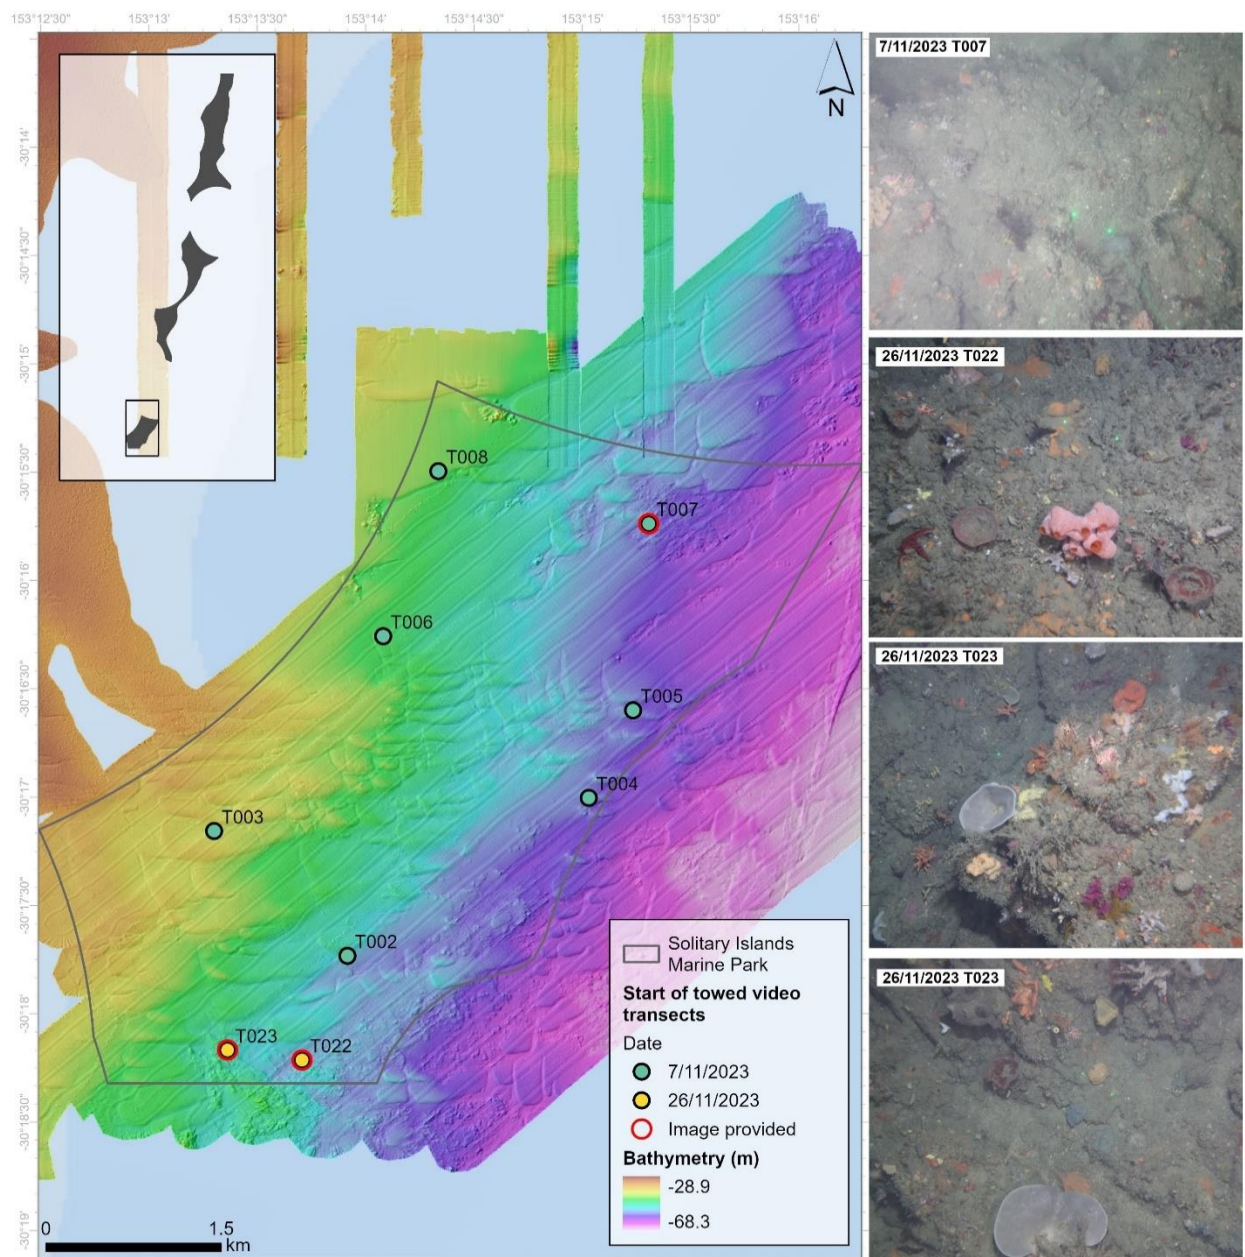 153°12'30"
153°13'
153°13'30"
153°14'
153°14'30"
153°15'
153°15'30"
153°16'
-30°14'
-30°14'30"
-30°15'
-30°15'30"
-30°16'
-30°16'30"
-30°17'
-30°17'30"
-30°18'
-30°18'30"
-30°19'
N
T008
T007
T006
T005
T004
T003
T002
T023
T022
Solitary Islands
Marine Park
Start of towed video
transects
Date
7/11/2023
26/11/2023
Image provided
Bathymetry (m)
-28.9
-68.3
0 1.5
km
7/11/2023 T007
26/11/2023 T022
26/11/2023 T023
26/11/2023 T023